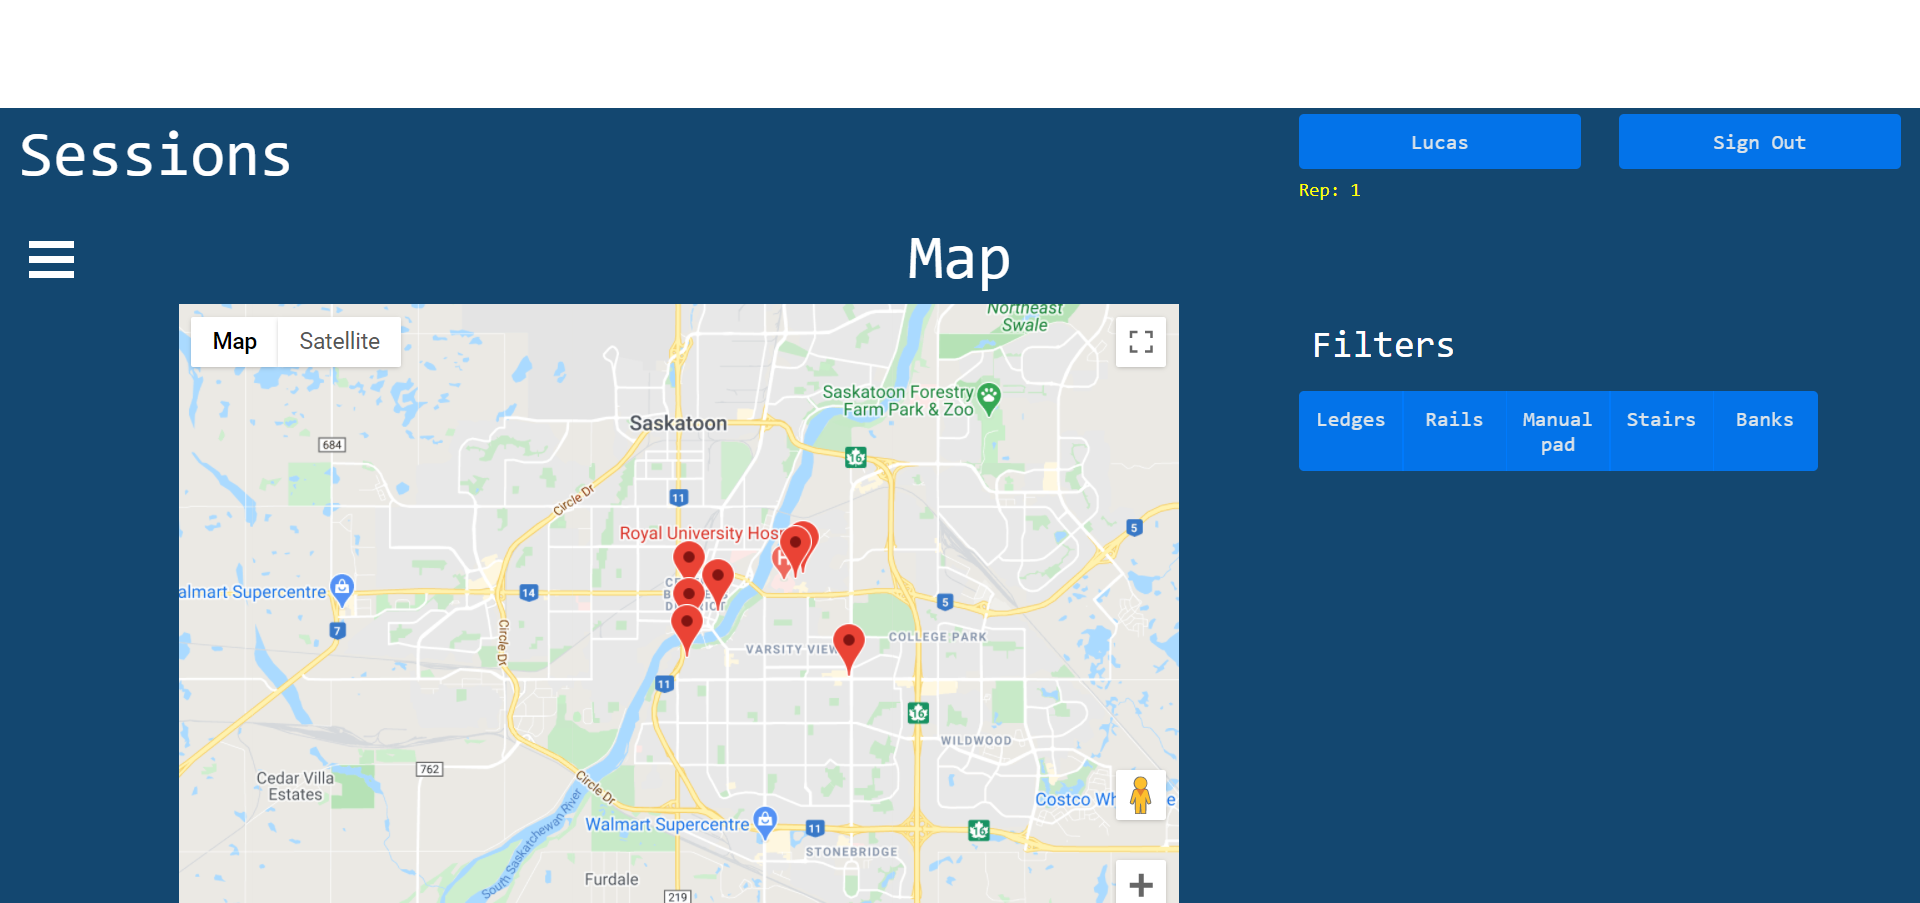 Sessions
Lucas
Sign Out
Rep: 1
Map
Filters
Ledges
Rails
Manual
pad
Stairs
Banks
Map
Satellite
Northeast
Swale
Saskatoon Forestry
Farm Park & Zoo
Saskatoon
684
16
11
Circle Dr
5
Royal University Hos
H
14
Walmart Supercentre
7
5
Circle Dr
COLLEGE PARK
VARSITY VIEW
11
16
WILDWOOD
762
Cedar Villa
Estates
Circle Dr
Costco Wh
Walmart Supercentre
11
16
STONEBRIDGE
South Saskatchewan River
Furdale
219